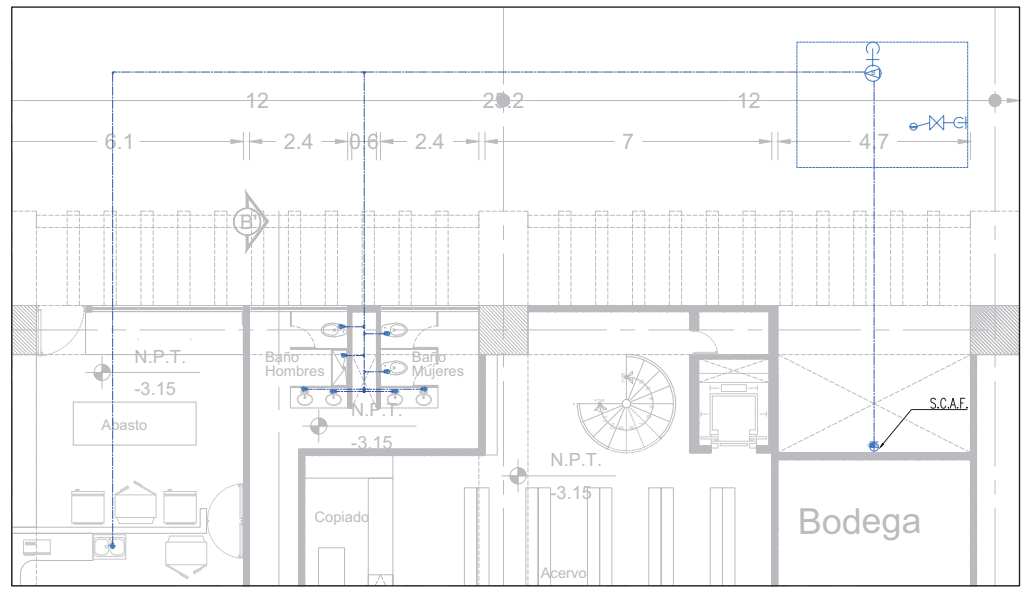 12
25.2
12
6.1
2.4
0.6
2.4
7
4.7
B'
N.P.T.
-3.15
Baño
Hombres
Baño
Mujeres
S.C.A.F.
N.P.T.
-3.15
Abasto
N.P.T.
-3.15
Copiado
Bodega
Acervo